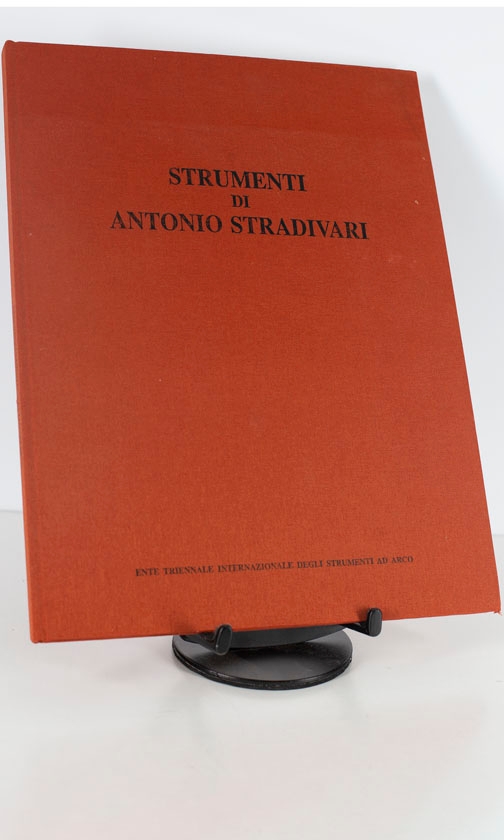 STRUMENTI
DI
ANTONIO STRADIVARI
ENTE TRIENNALE INTERNAZIONALE DEGLI STRUMENTI AD ARCO